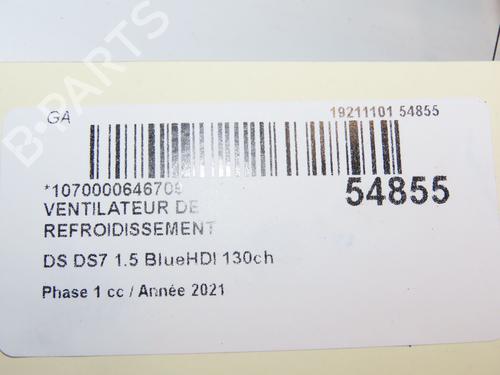 B-PARTS
GA
19211101 54855
*1070000646705
54855
VENTILATEUR DE
REFROIDISSEMENT
DS DS7 1.5 BlueHDI 130ch
Phase 1 cc / Année 2021